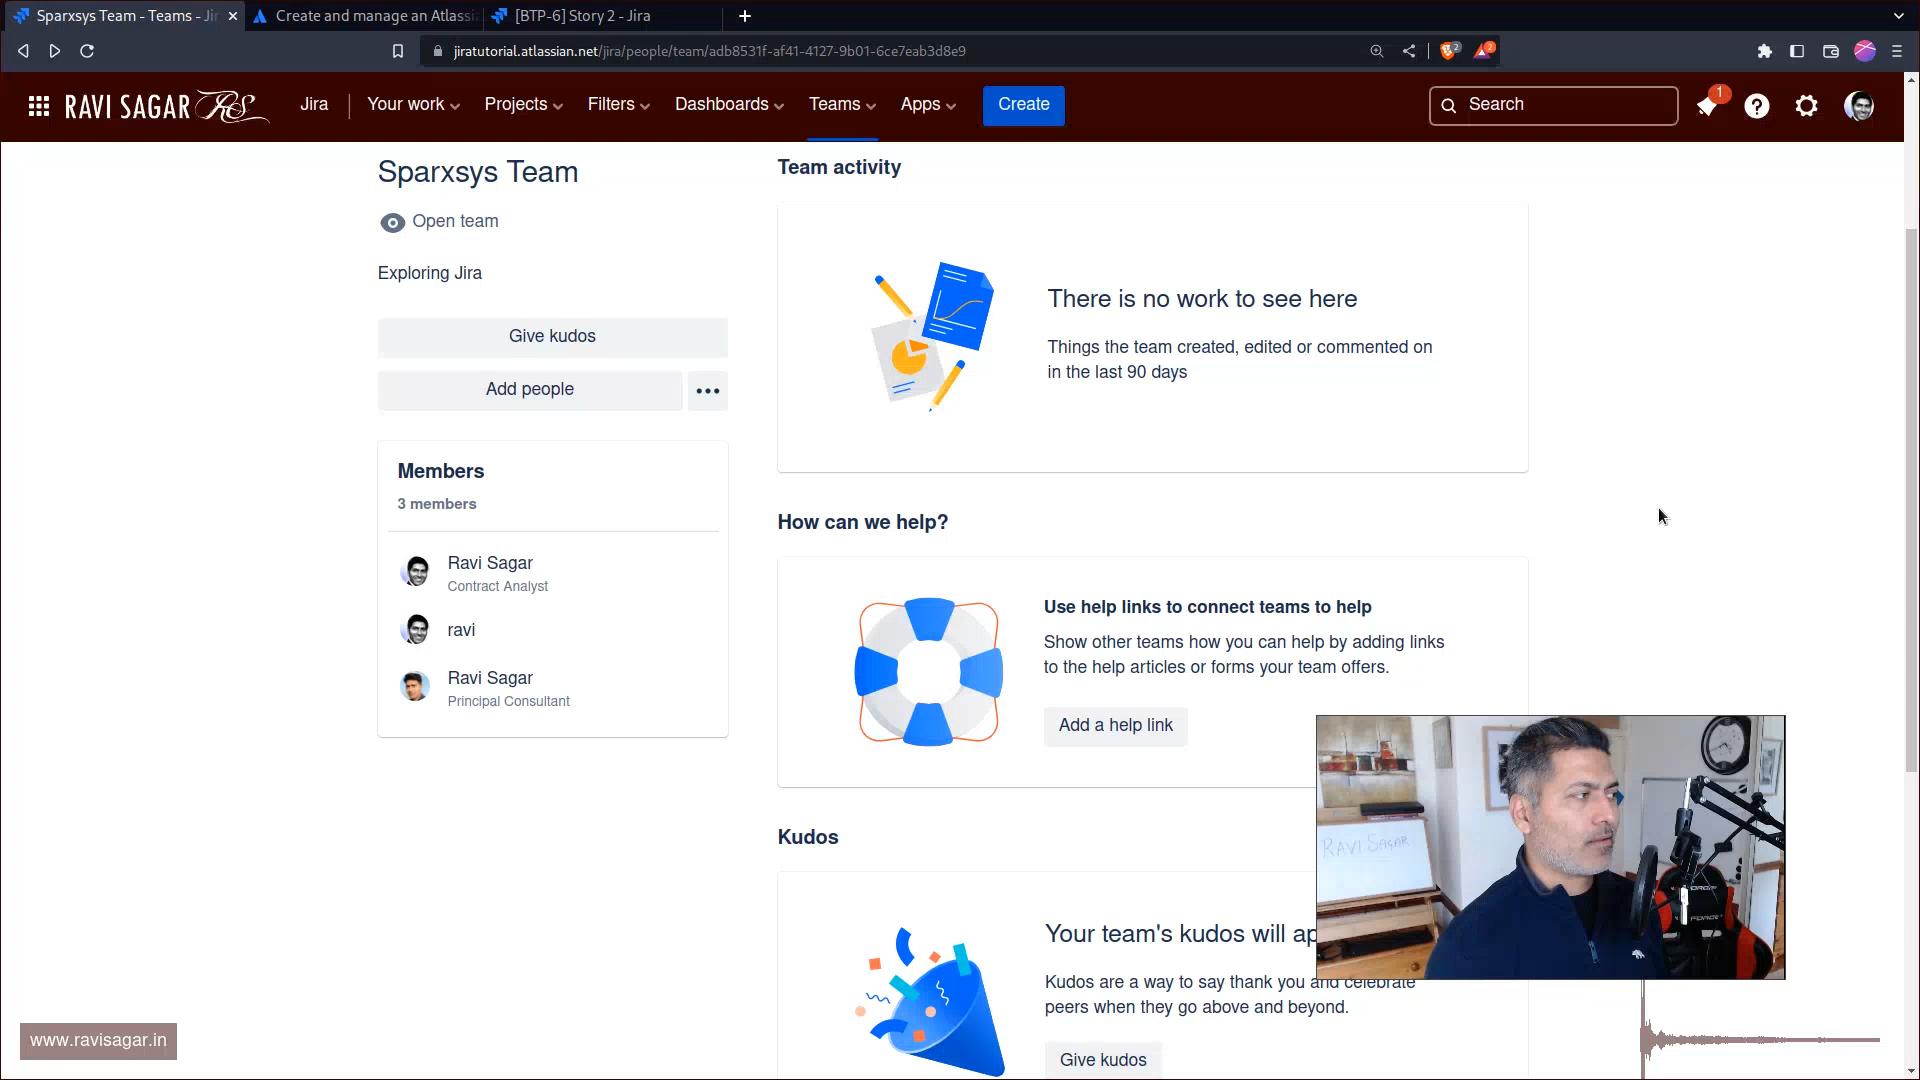 Sparxsys Team - Teams - Jir
Create and manage an Atlassi
[BTP-6] Story 2 - Jira
jiratutorial.atlassian.net/jira/people/team/adb8531f-af41-4127-9b01-6ce7eab3d8e9
2
2
RAVI SAGAR RS
Jira
Your work
Projects
Filters
Dashboards
Teams
Apps
Create
Search
1
Sparxsys Team
Open team
Exploring Jira
Give kudos
Add people
Members
3 members
Ravi Sagar
Contract Analyst
ravi
Ravi Sagar
Principal Consultant
Team activity
There is no work to see here
Things the team created, edited or commented on
in the last 90 days
How can we help?
Use help links to connect teams to help
Show other teams how you can help by adding links
to the help articles or forms your team offers.
Add a help link
Kudos
Your team's kudos will ap
Kudos are a way to say thank you and celebrate
peers when they go above and beyond.
Give kudos
RAVI SAGAR
www.ravisagar.in